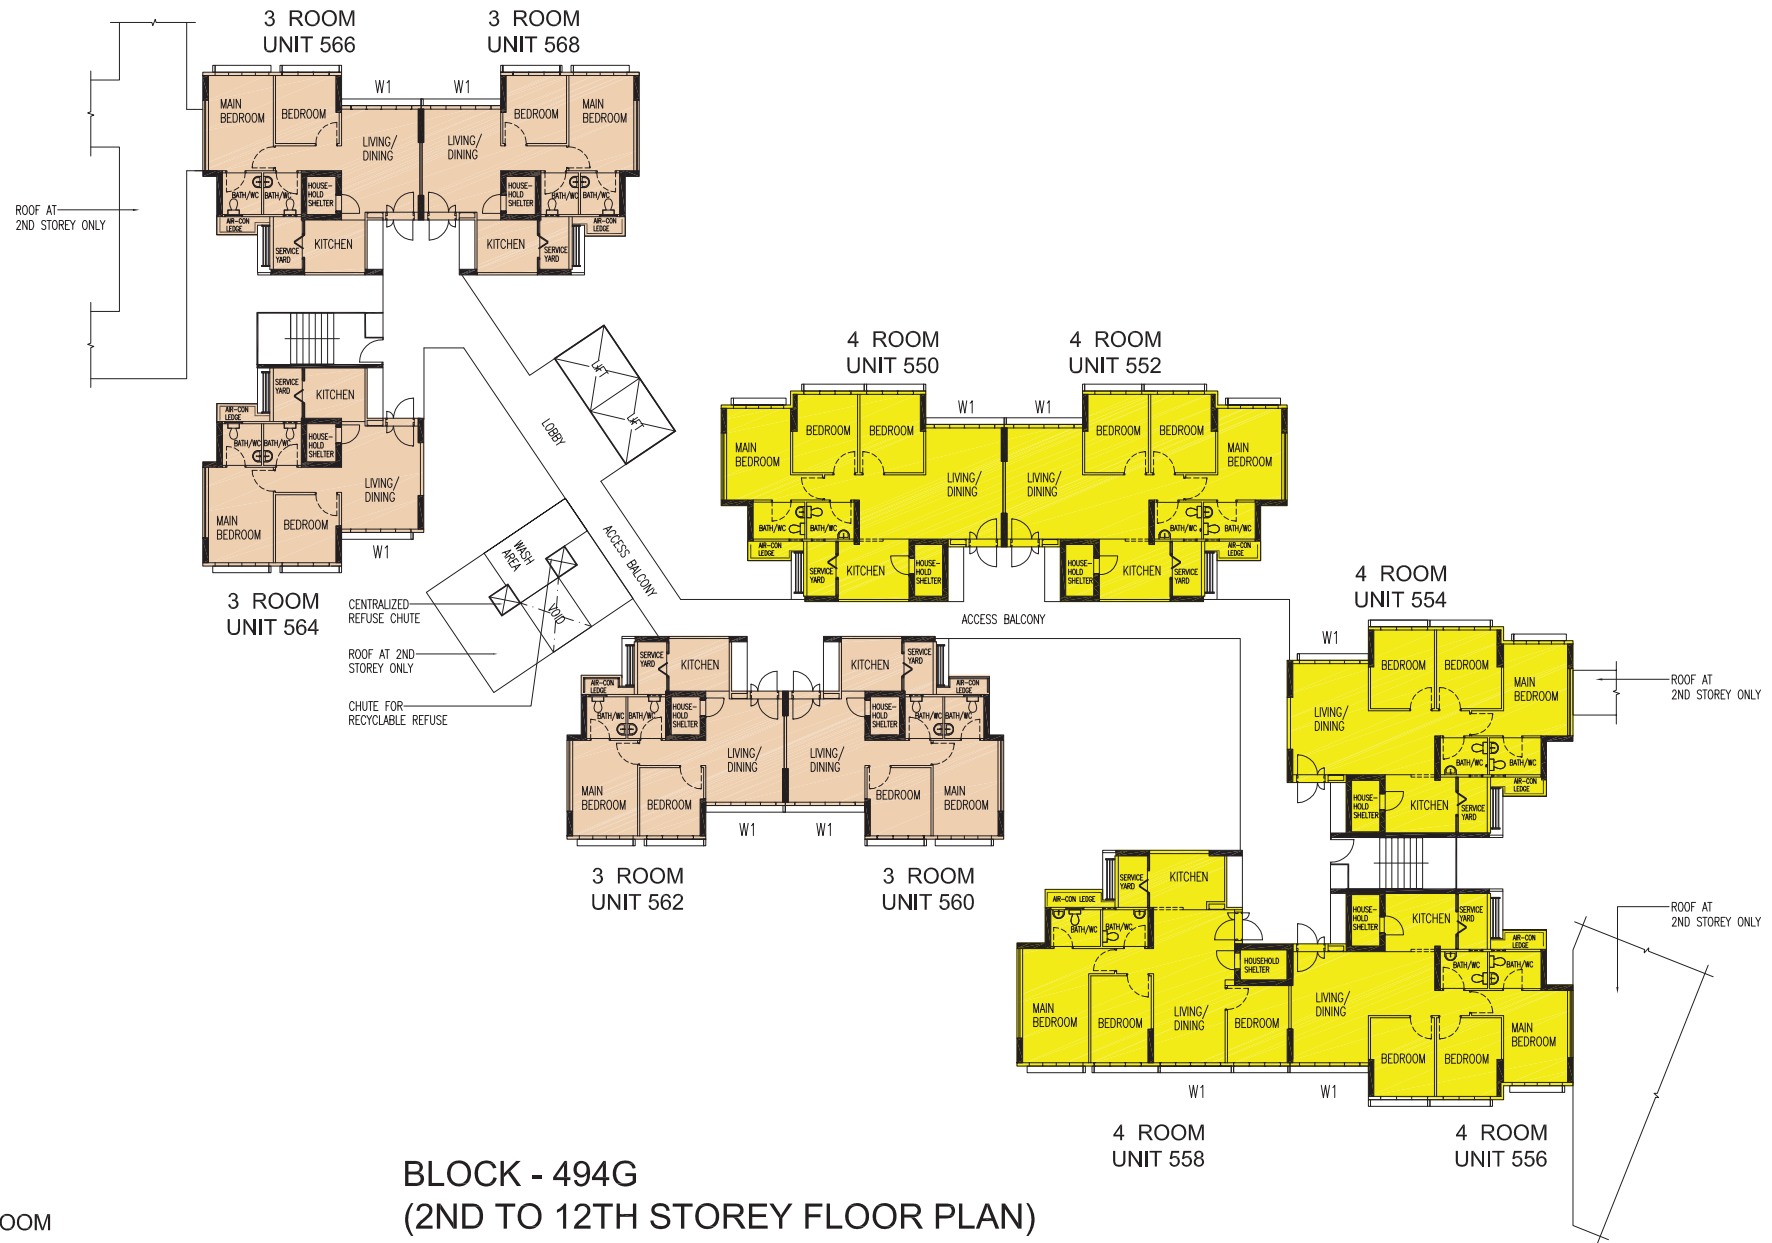 3 ROOM
UNIT 566
3 ROOM
UNIT 568
W1
W1
MAIN
BEDROOM
BEDROOM
LIVING/
DINING
LIVING/
DINING
BEDROOM
MAIN
BEDROOM
BATH/WC
BATH/WC
HOUSE-
HOLD
SHELTER
HOUSE-
HOLD
SHELTER
BATH/WC
BATH/WC
AIR-CON
LEDGE
SERVICE
YARD
KITCHEN
KITCHEN
SERVICE
YARD
AIR-CON
LEDGE
ROOF AT
2ND STOREY ONLY
LIFT
LIFT
LOBBY
SERVICE
YARD
KITCHEN
AIR-CON
LEDGE
BATH/WC
BATH/WC
HOUSE-
HOLD
SHELTER
LIVING/
DINING
MAIN
BEDROOM
BEDROOM
W1
3 ROOM
UNIT 564
WASH
AREA
VOID
ACCESS BALCONY
CENTRALIZED
REFUSE CHUTE
ROOF AT 2ND
STOREY ONLY
CHUTE FOR
RECYCLABLE REFUSE
4 ROOM
UNIT 550
4 ROOM
UNIT 552
W1
W1
MAIN
BEDROOM
BEDROOM
BEDROOM
LIVING/
DINING
LIVING/
DINING
BEDROOM
BEDROOM
MAIN
BEDROOM
BATH/WC
BATH/WC
BATH/WC
BATH/WC
AIR-CON
LEDGE
SERVICE
YARD
KITCHEN
HOUSE-
HOLD
SHELTER
HOUSE-
HOLD
SHELTER
KITCHEN
SERVICE
YARD
AIR-CON
LEDGE
ACCESS BALCONY
SERVICE
YARD
KITCHEN
KITCHEN
SERVICE
YARD
AIR-CON
LEDGE
AIR-CON
LEDGE
BATH/WC
BATH/WC
HOUSE-
HOLD
SHELTER
HOUSE-
HOLD
SHELTER
BATH/WC
BATH/WC
LIVING/
DINING
LIVING/
DINING
MAIN
BEDROOM
BEDROOM
BEDROOM
MAIN
BEDROOM
W1
W1
3 ROOM
UNIT 562
3 ROOM
UNIT 560
4 ROOM
UNIT 554
W1
BEDROOM
BEDROOM
MAIN
BEDROOM
LIVING/
DINING
BATH/WC
BATH/WC
AIR-CON
LEDGE
HOUSE-
HOLD
SHELTER
KITCHEN
SERVICE
YARD
ROOF AT
2ND STOREY ONLY
SERVICE
YARD
KITCHEN
AIR-CON LEDGE
BATH/WC
BATH/WC
HOUSEHOLD
SHELTER
MAIN
BEDROOM
BEDROOM
LIVING/
DINING
BEDROOM
W1
4 ROOM
UNIT 558
HOUSE-
HOLD
SHELTER
KITCHEN
SERVICE
YARD
AIR-CON
LEDGE
BATH/WC
BATH/WC
LIVING/
DINING
BEDROOM
BEDROOM
MAIN
BEDROOM
W1
4 ROOM
UNIT 556
ROOF AT
2ND STOREY ONLY
BLOCK - 494G
(2ND TO 12TH STOREY FLOOR PLAN)
OOM